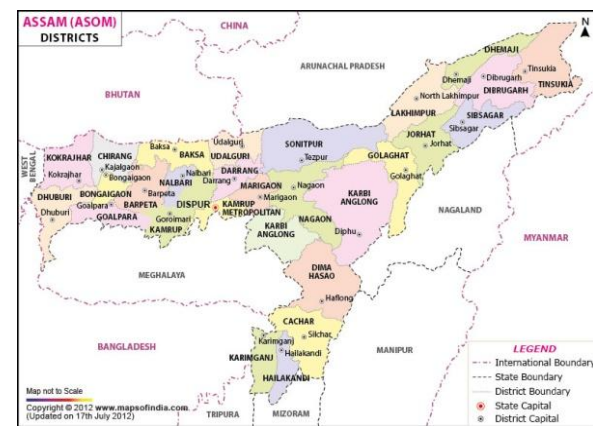 ASSAM (ASOM)
DISTRICTS
CHINA
N
ARUNACHAL PRADESH
BHUTAN
DHEMAJI
Dhemaji
Tinsukia
Dibrugarh
DIBRUGARH
TINSUKIA
North Lakhimpur
LAKHIMPUR
SIBSAGAR
Sibsagar
JORHAT
Jorhat
WEST BENGAL
KOKRAJHAR
Kokrajhar
CHIRANG
Kajalgaon
Bongaigaon
BONGAIGAON
Baksa
BAKSA
Udalguri
UDALGURI
SONITPUR
Tezpur
GOLAGHAT
Golaghat
DHUBURI
Dhuburi
Goalpara
GOALPARA
Barpeta
BARPETA
Nalbari
NALBARI
DARRANG
Darrang
MARIGAON
Marigaon
Nagaon
NAGAON
KARBI
ANGLONG
Diphu
DISPUR
KAMRUP
METROPOLITAN
Goroimari
KAMRUP
KARBI
ANGLONG
NAGALAND
MYANMAR
MEGHALAYA
DIMA
HASAO
Haflong
CACHAR
Silchar
Karimganj
KARIMGANJ
Hailakandi
HAILAKANDI
BANGLADESH
MANIPUR
TRIPURA
MIZORAM
LEGEND
International Boundary
State Boundary
District Boundary
State Capital
District Capital
Map not to Scale
Copyright © 2012 www.mapsofindia.com
(Updated on 17th July 2012)